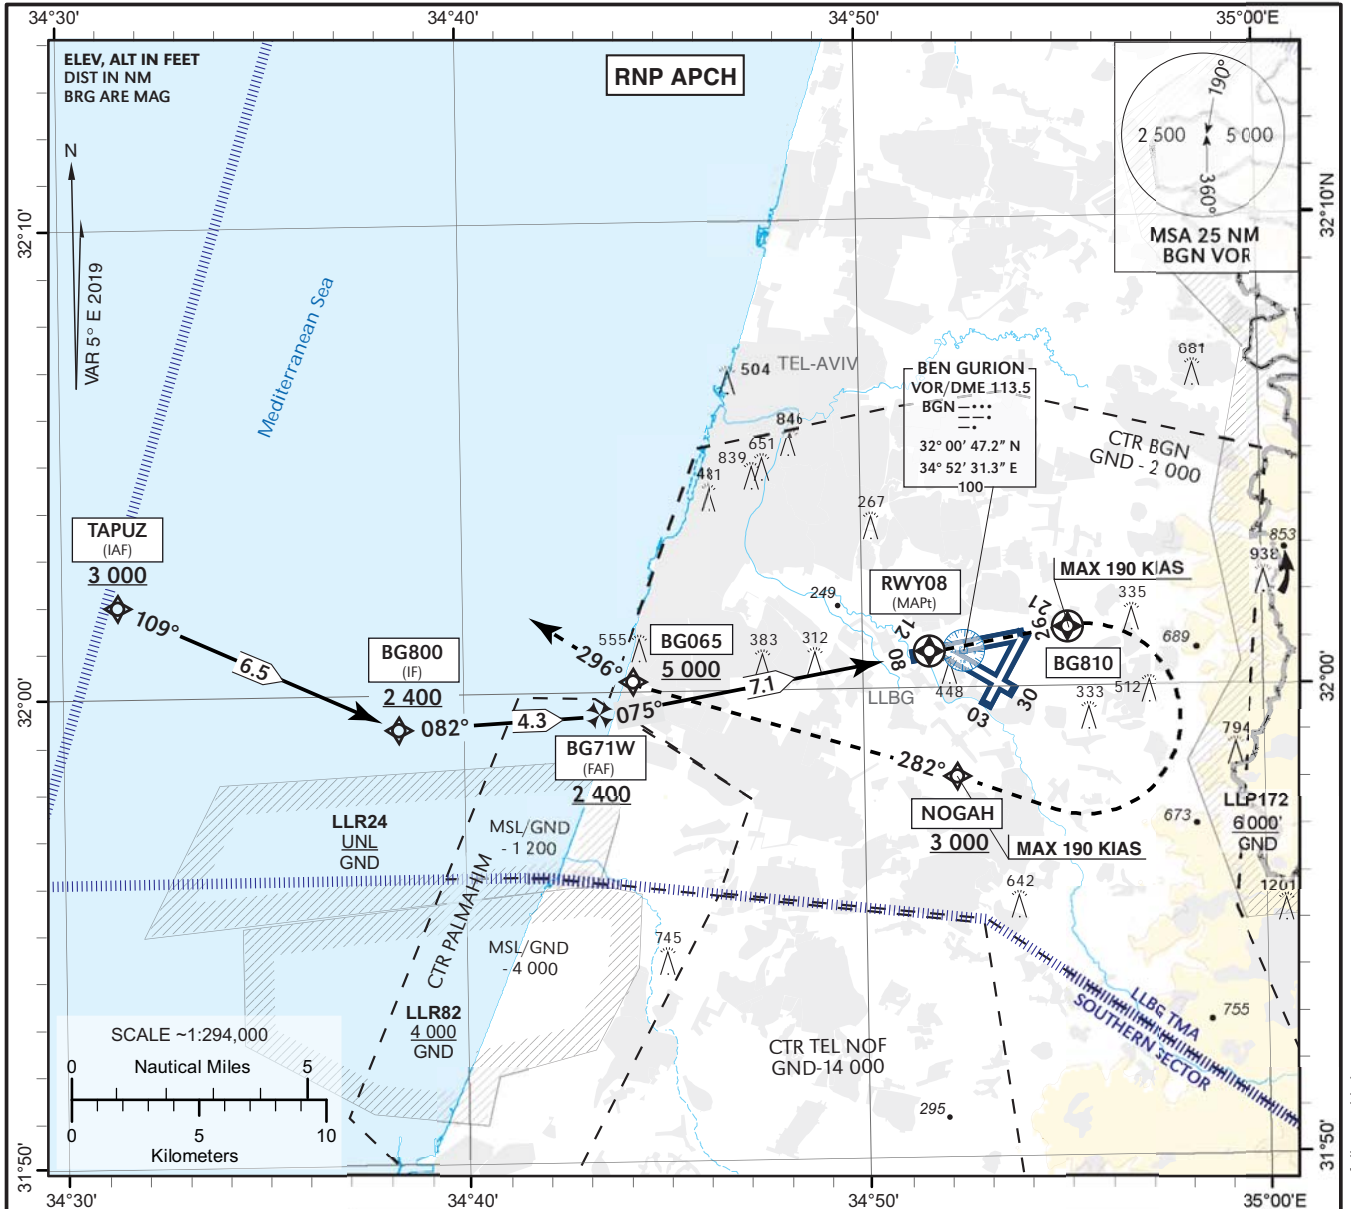 34°30'
34°40'
34°50'
35°00'E
ELEV, ALT IN FEET
DIST IN NM
BRG ARE MAG
RNP APCH
190°
2 500
5 000
360°
MSA 25 NM
BGN VOR
32°10'
32°10'N
N
VAR 5° E 2019
Mediterranean Sea
504
TEL-AVIV
681
BEN GURION
VOR/DME 113.5
BGN
32° 00' 47.2" N
34° 52' 31.3" E
100
CTR BGN
GND - 2 000
846
651
839
481
267
TAPUZ
(IAF)
3 000
109°
6.5
BG800
(IF)
2 400
082°
4.3
296°
555
BG065
5 000
383
312
249
RWY08
(MAPt)
MAX 190 KIAS
335
853
938
689
12
08
26
21
BG810
075°
7.1
LLBG
448
03
30
333
512
794
32°00'
32°00'
BG71W
(FAF)
2 400
282°
NOGAH
3 000
MAX 190 KIAS
LLP172
6 000
GND
673
1201
LLR24
UNL
GND
MSL/GND
- 1 200
CTR PALMAHIM
642
745
MSL/GND
- 4 000
LLR82
4 000
GND
LLBG TMA
SOUTHERN SECTOR
755
CTR TEL NOF
GND-14 000
295
SCALE ~1:294,000
0
Nautical Miles
5
0
5
10
Kilometers
31°50'
31°50'
34°30'
34°40'
34°50'
35°00'E